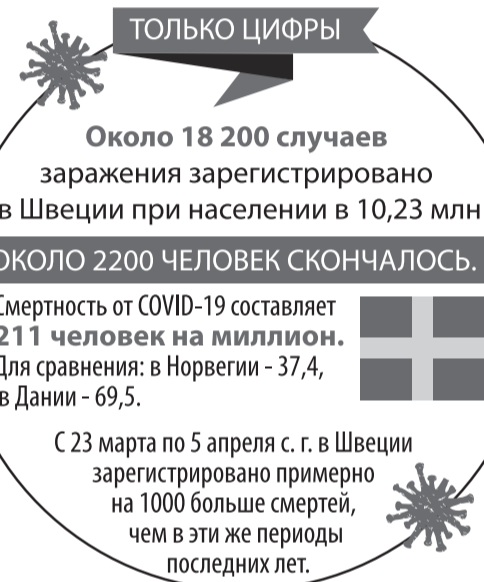 ТОЛЬКО ЦИФРЫ
Около 18 200 случаев
заражения зарегистрировано
в Швеции при населении в 10,23 млн
ОКОЛО 2200 ЧЕЛОВЕК СКОНЧАЛОСЬ.
Смертность от COVID-19 составляет
211 человек на миллион.
Для сравнения: в Норвегии - 37,4,
в Дании - 69,5.
С 23 марта по 5 апреля с. г. в Швеции
зарегистрировано примерно
на 1000 больше смертей,
чем в эти же периоды
последних лет.